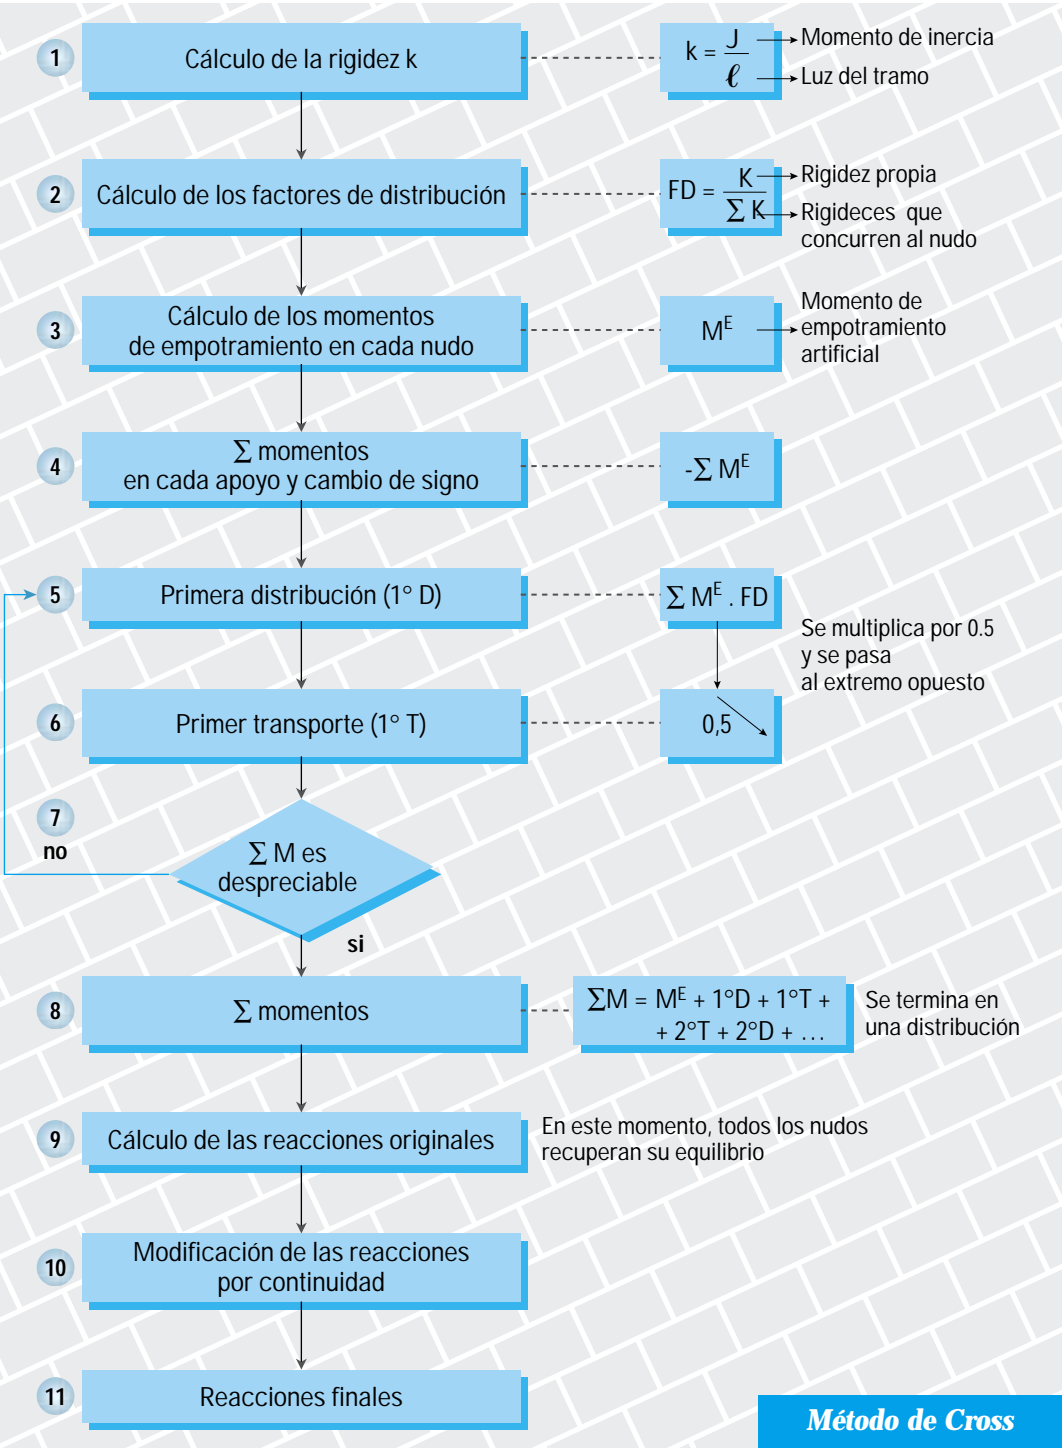 1
Cálculo de la rigidez k
k = J / ℓ
Momento de inercia
Luz del tramo
2
Cálculo de los factores de distribución
FD = K / ∑ K
Rigidez propia
Rigideces que
concurren al nudo
3
Cálculo de los momentos
de empotramiento en cada nudo
M^E
Momento de
empotramiento
artificial
4
∑ momentos
en cada apoyo y cambio de signo
-∑ M^E
5
Primera distribución (1° D)
∑ M^E . FD
Se multiplica por 0.5
y se pasa
al extremo opuesto
6
Primer transporte (1° T)
0,5
7
no
∑ M es
despreciable
si
8
∑ momentos
∑M = M^E + 1°D + 1°T +
+ 2°T + 2°D + …
Se termina en
una distribución
9
Cálculo de las reacciones originales
En este momento, todos los nudos
recuperan su equilibrio
10
Modificación de las reacciones
por continuidad
11
Reacciones finales
Método de Cross